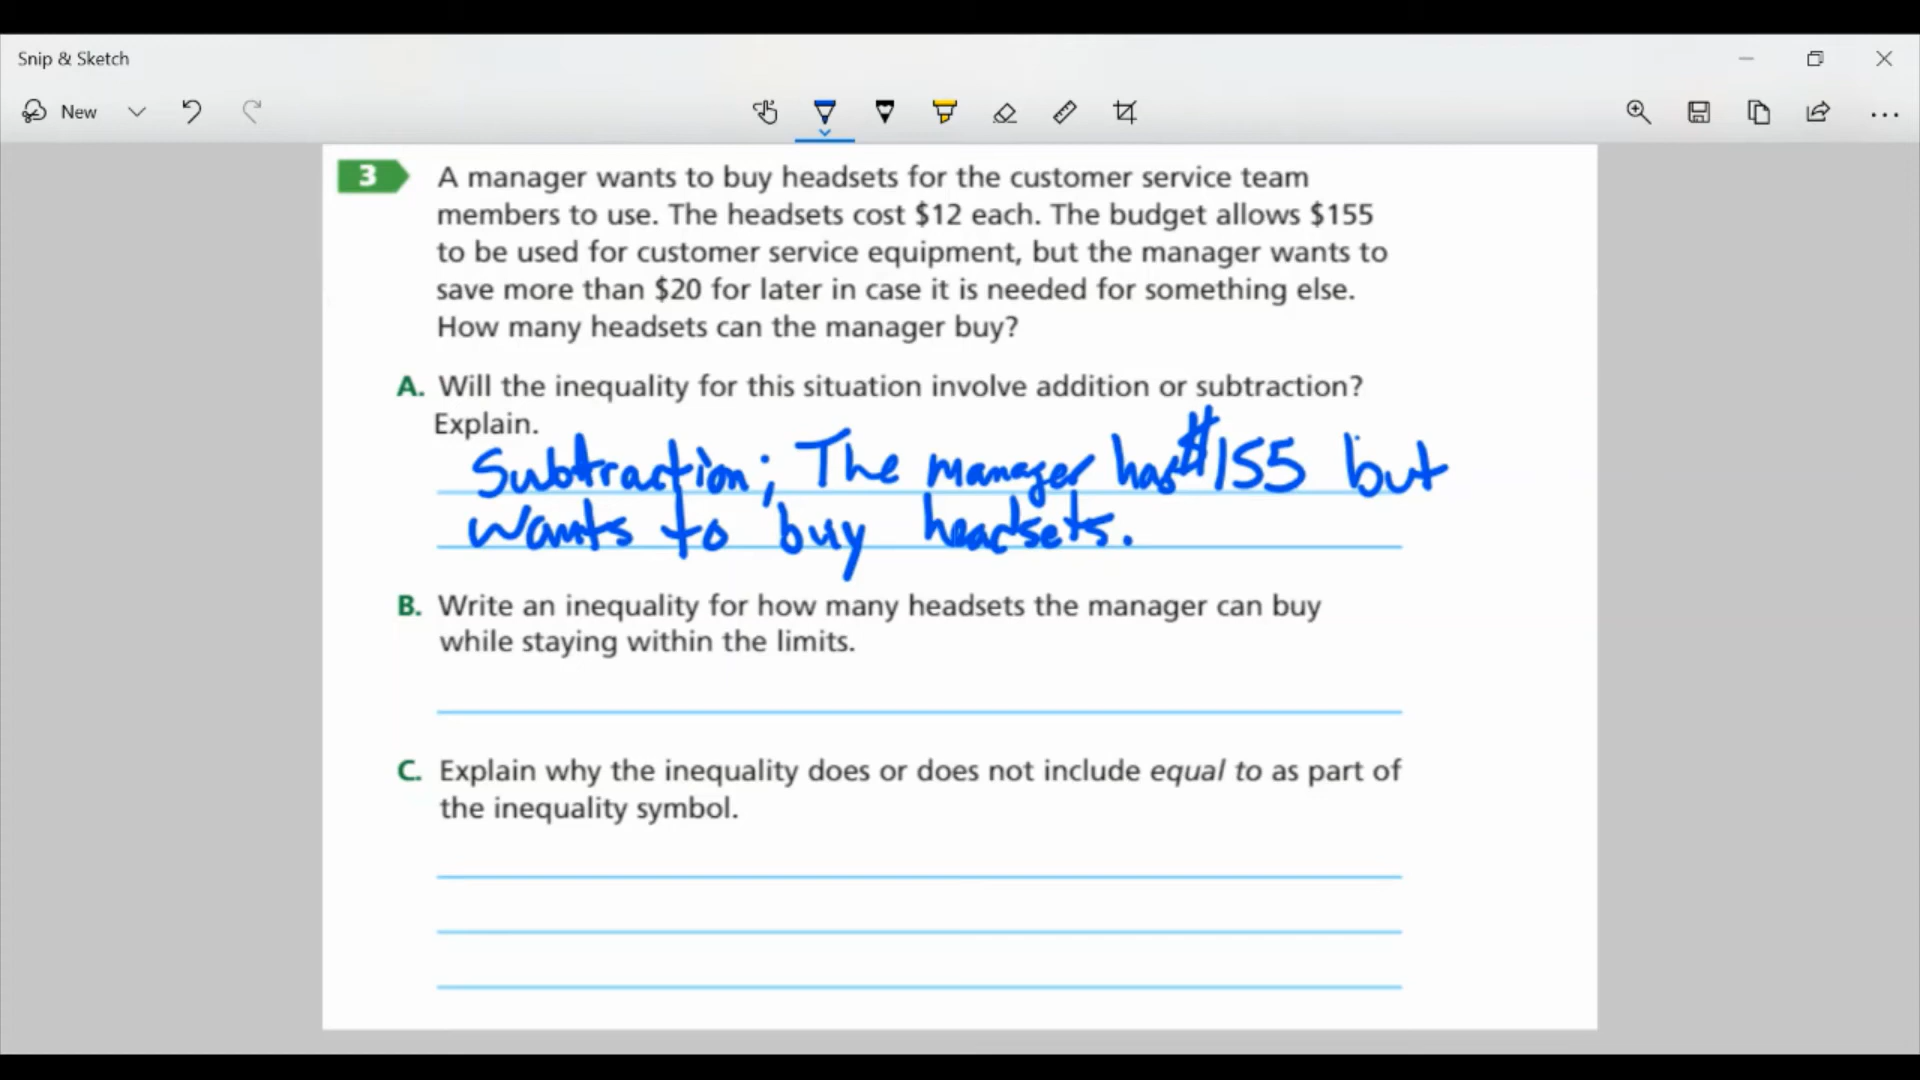 Snip & Sketch
New
3
A manager wants to buy headsets for the customer service team
members to use. The headsets cost $12 each. The budget allows $155
to be used for customer service equipment, but the manager wants to
save more than $20 for later in case it is needed for something else.
How many headsets can the manager buy?
A. Will the inequality for this situation involve addition or subtraction?
Explain.
Subtraction; The manager has $155 but
wants to buy headsets.
B. Write an inequality for how many headsets the manager can buy
while staying within the limits.
C. Explain why the inequality does or does not include equal to as part of
the inequality symbol.